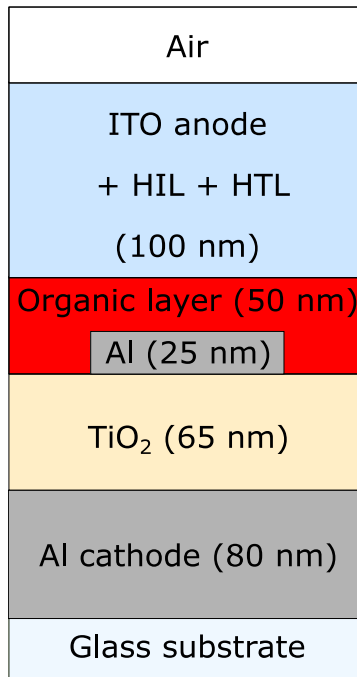 Air
ITO anode
+ HIL + HTL
(100 nm)
Organic layer (50 nm)
Al (25 nm)
TiO₂ (65 nm)
Al cathode (80 nm)
Glass substrate